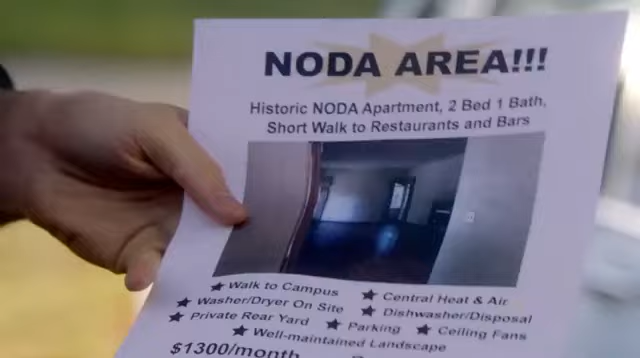 NODA AREA!!!
Historic NODA Apartment, 2 Bed 1 Bath,
Short Walk to Restaurants and Bars
Walk to Campus
Central Heat & Air
Washer/Dryer On Site
Dishwasher/Disposal
Private Rear Yard
Parking
Ceiling Fans
Well-maintained Landscape
$1300/month